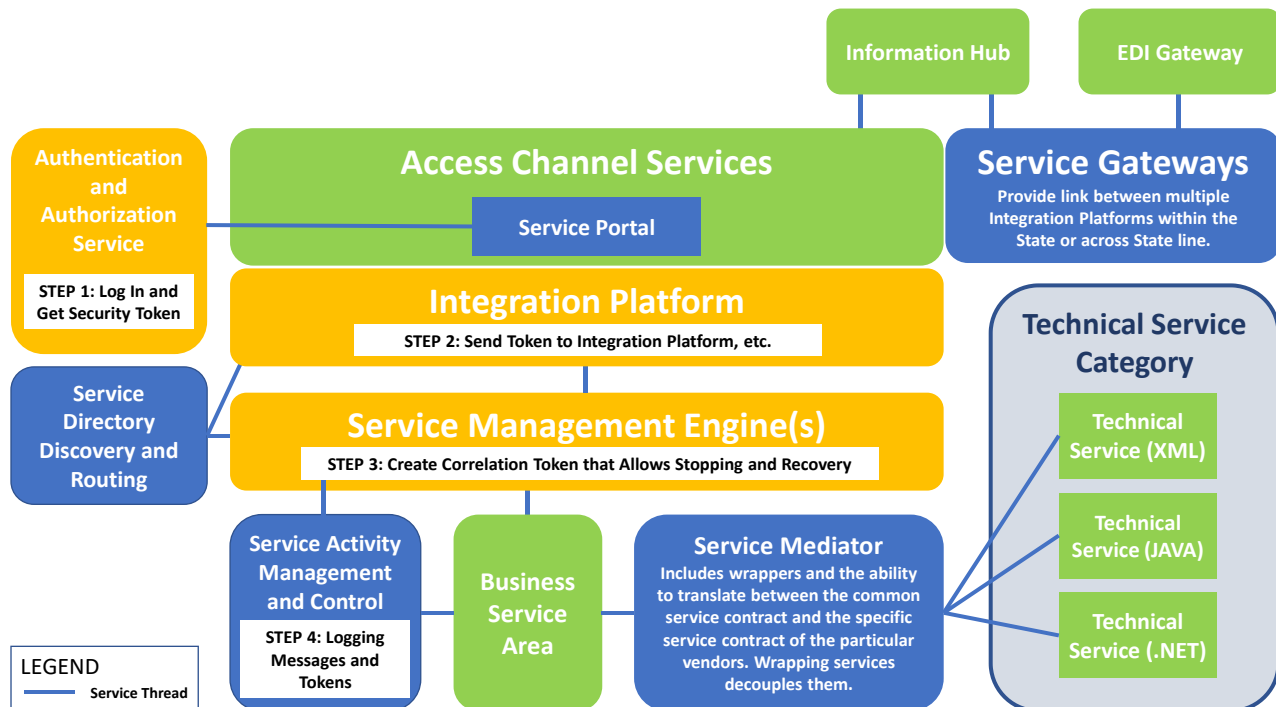 Information Hub
EDI Gateway
Authentication
and
Authorization
Service
STEP 1: Log In and
Get Security Token
Access Channel Services
Service Portal
Service Gateways
Provide link between multiple
Integration Platforms within the
State or across State line.
Integration Platform
STEP 2: Send Token to Integration Platform, etc.
Service
Directory
Discovery and
Routing
Service Management Engine(s)
STEP 3: Create Correlation Token that Allows Stopping and Recovery
Technical Service
Category
Technical
Service (XML)
Technical
Service (JAVA)
Technical
Service (.NET)
Service Activity
Management
and Control
STEP 4: Logging
Messages and
Tokens
Business
Service
Area
Service Mediator
Includes wrappers and the ability
to translate between the common
service contract and the specific
service contract of the particular
vendors. Wrapping services
decouples them.
LEGEND
Service Thread